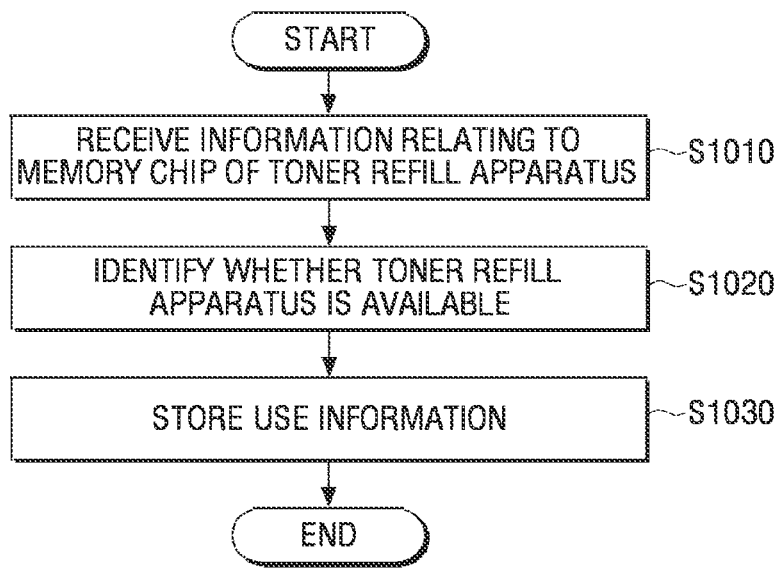 START
RECEIVE INFORMATION RELATING TO
MEMORY CHIP OF TONER REFILL APPARATUS
S1010
IDENTIFY WHETHER TONER REFILL
APPARATUS IS AVAILABLE
S1020
STORE USE INFORMATION
S1030
END